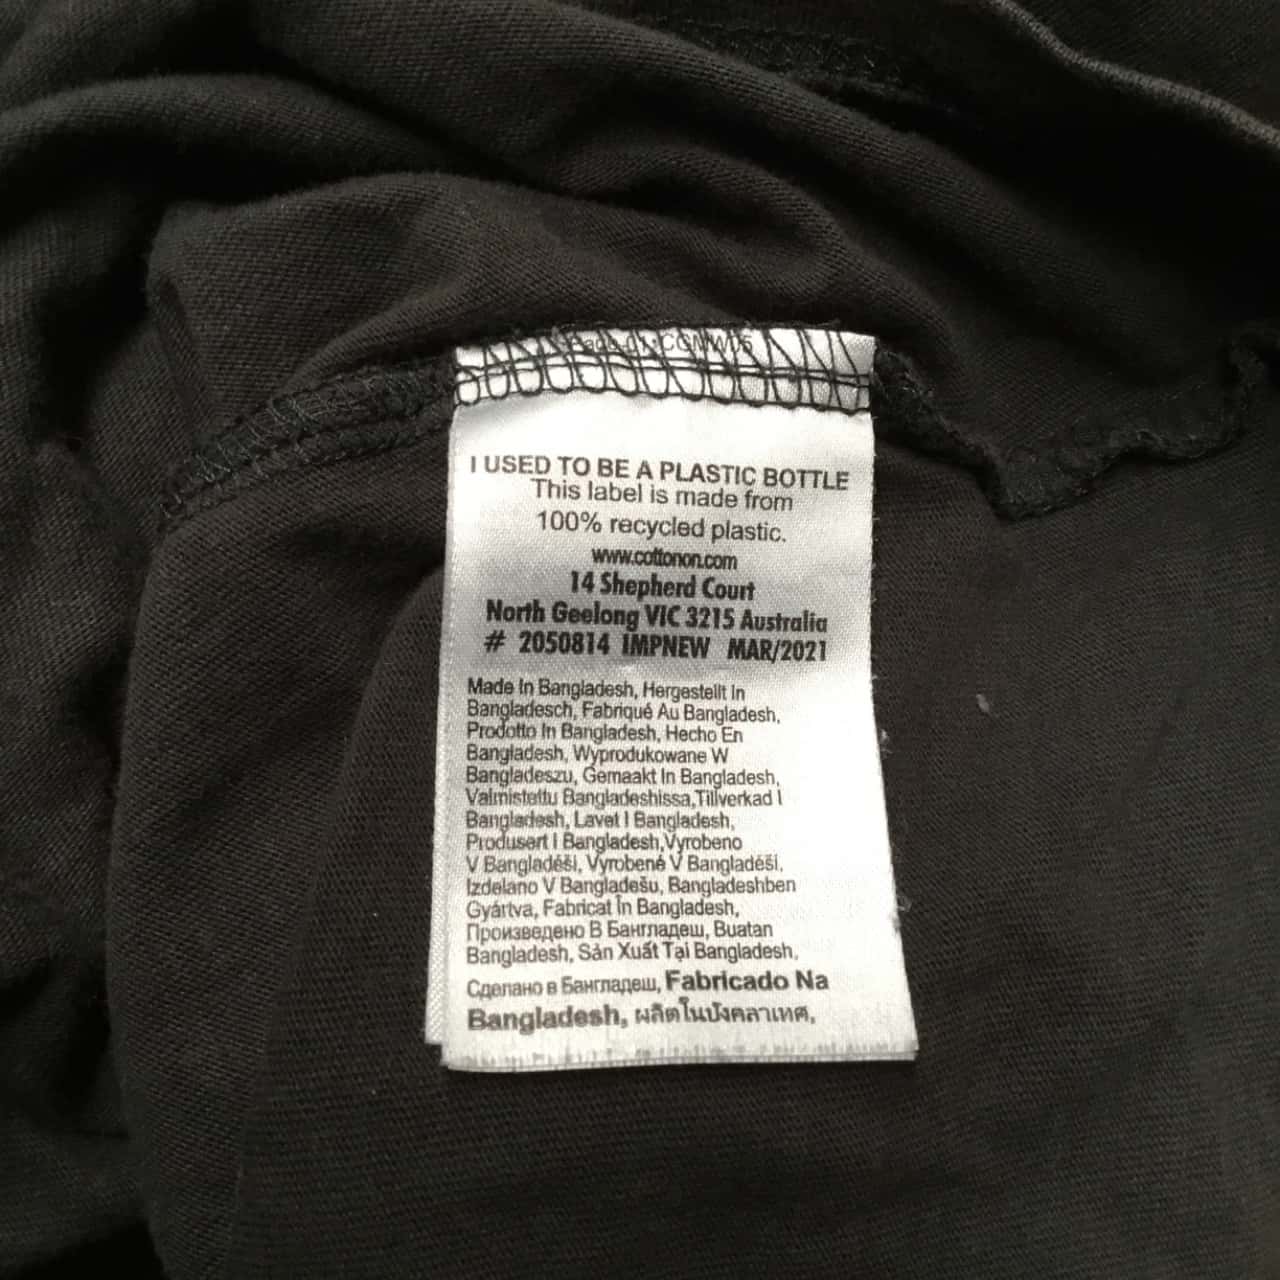 CGMW06
I USED TO BE A PLASTIC BOTTLE
This label is made from
100% recycled plastic.
www.cottonon.com
14 Shepherd Court
North Geelong VIC 3215 Australia
# 2050814 IMPNEW MAR/2021
Made In Bangladesh, Hergestellt In
Bangladesch, Fabriqué Au Bangladesh,
Prodotto In Bangladesh, Hecho En
Bangladesh, Wyprodukowane W
Bangladeszu, Gemaakt In Bangladesh,
Valmistettu Bangladeshissa,Tillverkad I
Bangladesh, Lavet I Bangladesh,
Produsert I Bangladesh,Vyrobeno
V Bangladéši, Vyrobené V Bangladéši,
Izdelano V Bangladešu, Bangladeshben
Gyártva, Fabricat În Bangladesh,
Произведено В Бангладеш, Buatan
Bangladesh, Sản Xuất Tại Bangladesh,
Сделано в Бангладеш, Fabricado Na
Bangladesh, ผลิตในบังคลาเทศ,